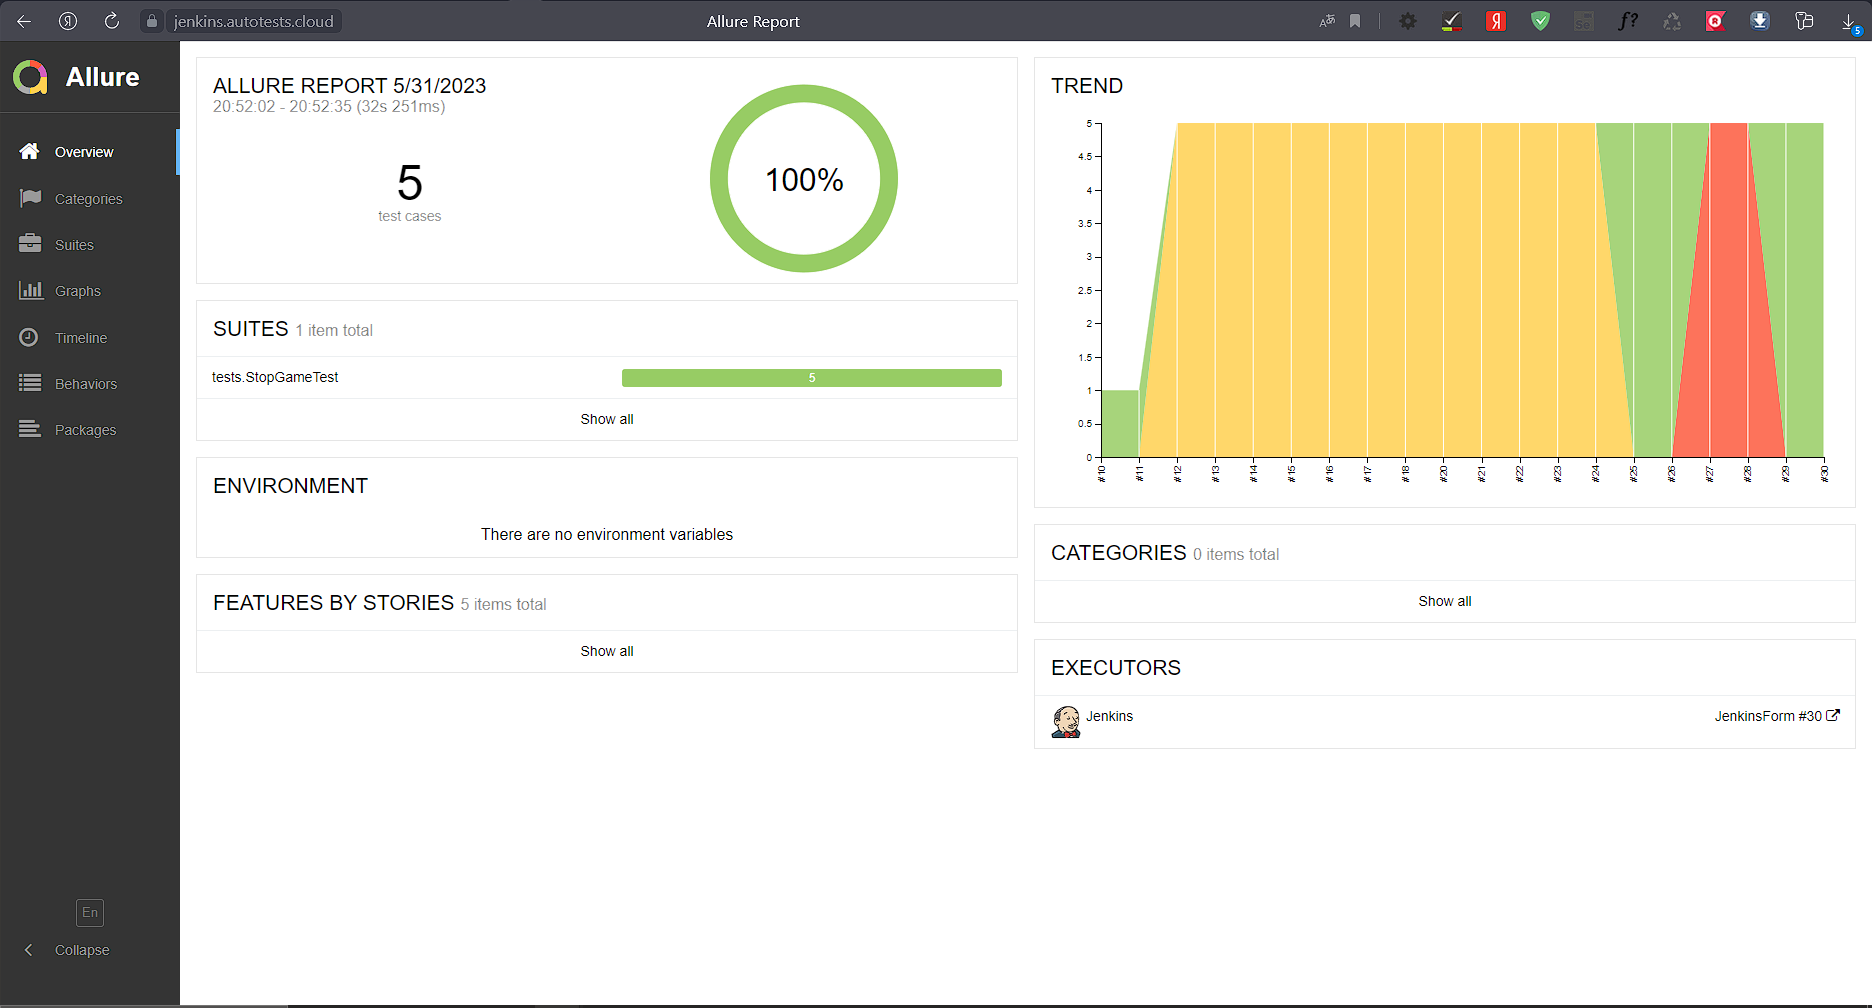 jenkins.autotests.cloud
Allure Report
5
Allure
Overview
Categories
Suites
Graphs
Timeline
Behaviors
Packages
En
Collapse
ALLURE REPORT 5/31/2023
20:52:02 - 20:52:35 (32s 251ms)
5
test cases
100%
SUITES 1 item total
tests.StopGameTest
5
Show all
ENVIRONMENT
There are no environment variables
FEATURES BY STORIES 5 items total
Show all
TREND
5
4.5
4
3.5
3
2.5
2
1.5
1
0.5
0
#10
#11
#12
#13
#14
#15
#16
#17
#18
#20
#21
#22
#23
#24
#25
#26
#27
#28
#29
#30
CATEGORIES 0 items total
Show all
EXECUTORS
Jenkins
JenkinsForm #30